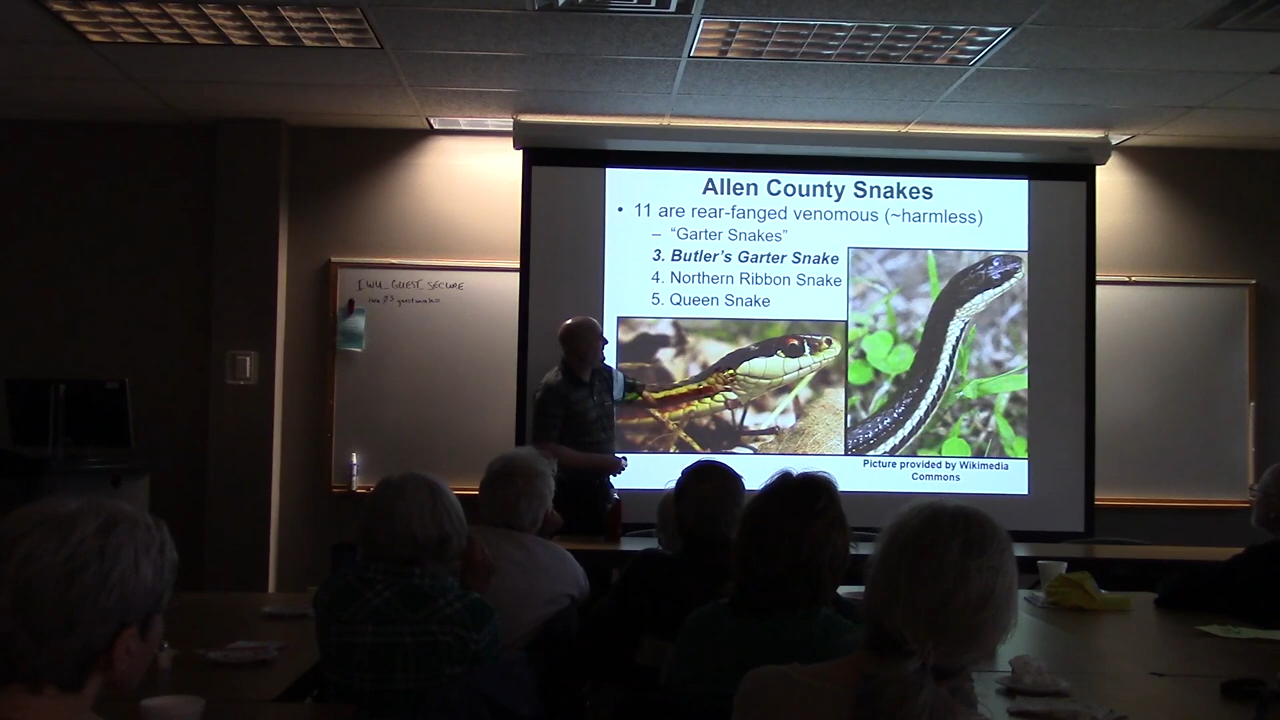 Allen County Snakes
• 11 are rear-fanged venomous (~harmless)
– "Garter Snakes"
3. Butler's Garter Snake
4. Northern Ribbon Snake
5. Queen Snake
Picture provided by Wikimedia
Commons
IWU_GUEST_SECURE